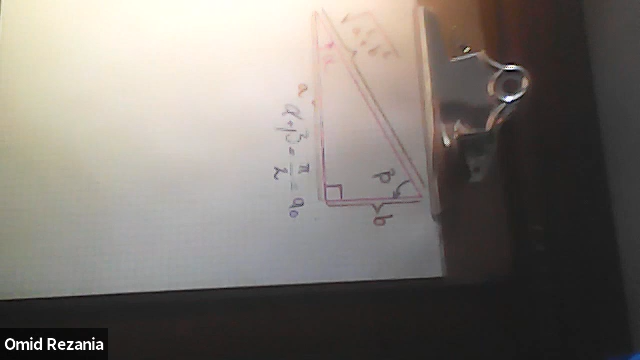 α
a
β
b
α + β = π/2 = 90
Omid Rezania